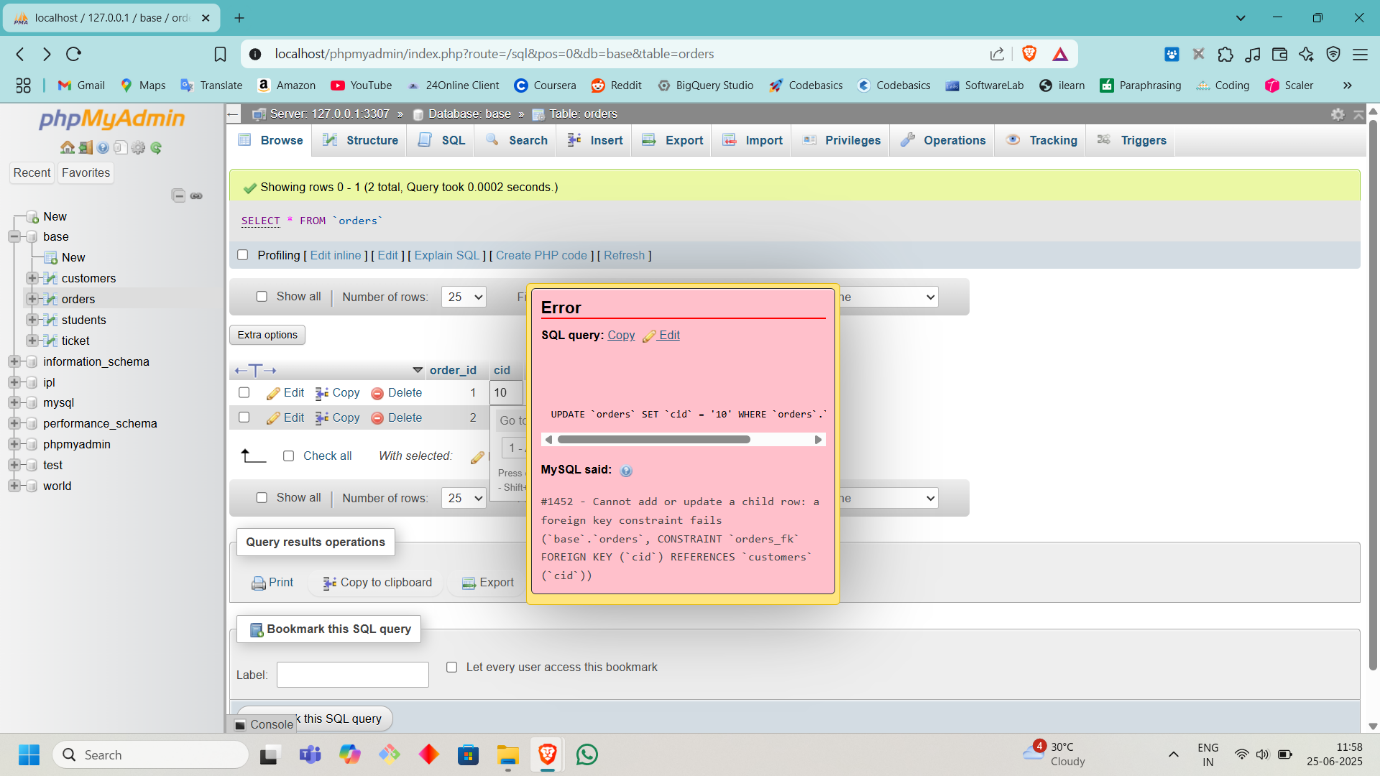 localhost / 127.0.0.1 / base / ord
localhost/phpmyadmin/index.php?route=/sql&pos=0&db=base&table=orders
Gmail Maps Translate Amazon YouTube 24Online Client Coursera Reddit BigQuery Studio Codebasics Codebasics SoftwareLab ilearn Paraphrasing Coding Scaler
phpMyAdmin
Recent Favorites
New
base
New
customers
orders
students
ticket
information_schema
ipl
mysql
performance_schema
phpmyadmin
test
world
Server: 127.0.0.1:3307 » Database: base » Table: orders
Browse Structure SQL Search Insert Export Import Privileges Operations Tracking Triggers
Showing rows 0 - 1 (2 total, Query took 0.0002 seconds.)
SELECT * FROM `orders`
Profiling [ Edit inline ] [ Edit ] [ Explain SQL ] [ Create PHP code ] [ Refresh ]
Show all Number of rows: 25
Extra options
order_id cid
Edit Copy Delete 1 10
Edit Copy Delete 2
Go to
1 -
Press
- Shift+
Check all With selected:
Show all Number of rows: 25
Query results operations
Print Copy to clipboard Export
Bookmark this SQL query
Label: Let every user access this bookmark
k this SQL query
Console
Error
SQL query: Copy Edit
UPDATE `orders` SET `cid` = '10' WHERE `orders`.`
MySQL said:
#1452 - Cannot add or update a child row: a
foreign key constraint fails
(`base`.`orders`, CONSTRAINT `orders_fk`
FOREIGN KEY (`cid`) REFERENCES `customers`
(`cid`))
Search
4
30°C
Cloudy
ENG
IN
11:58
25-06-2025